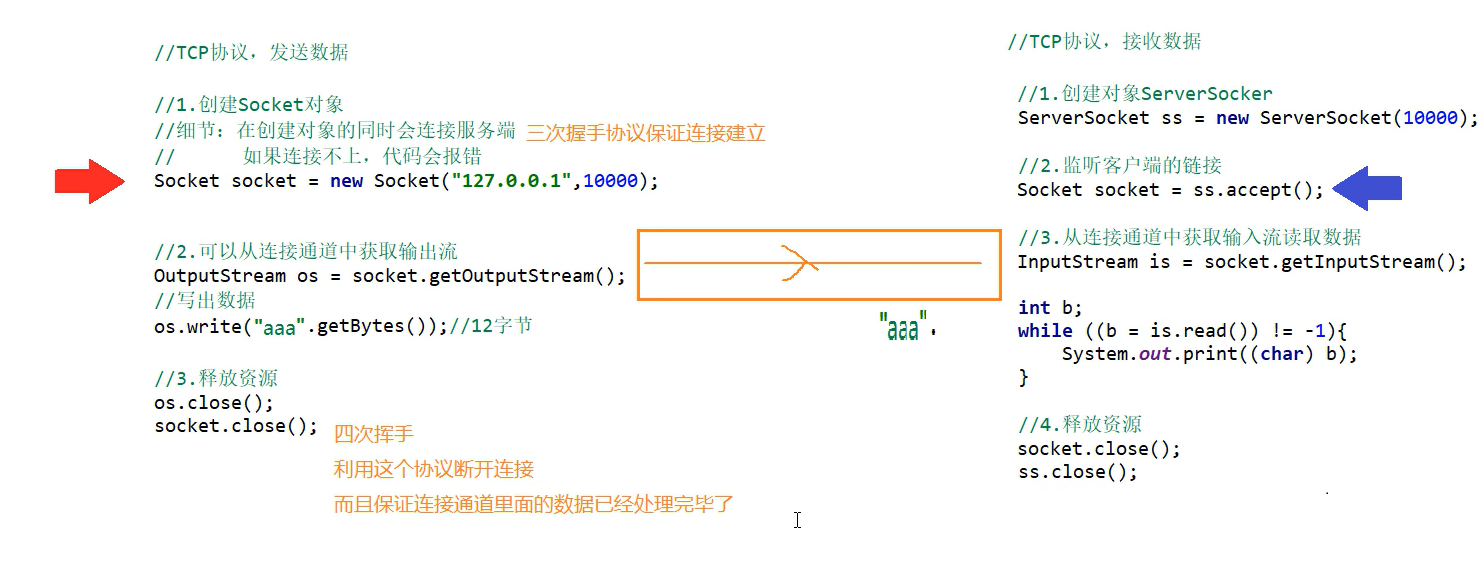 //TCP协议，发送数据
//1.创建Socket对象
//细节：在创建对象的同时会连接服务端 三次握手协议保证连接建立
// 如果连接不上，代码会报错
Socket socket = new Socket("127.0.0.1",10000);
//2.可以从连接通道中获取输出流
OutputStream os = socket.getOutputStream();
//写出数据
os.write("aaa".getBytes());//12字节
//3.释放资源
os.close();
socket.close();
四次挥手
利用这个协议断开连接
而且保证连接通道里面的数据已经处理完毕了
"aaa".
//TCP协议，接收数据
//1.创建对象ServerSocker
ServerSocket ss = new ServerSocket(10000);
//2.监听客户端的链接
Socket socket = ss.accept();
//3.从连接通道中获取输入流读取数据
InputStream is = socket.getInputStream();
int b;
while ((b = is.read()) != -1){
System.out.print((char) b);
}
//4.释放资源
socket.close();
ss.close();